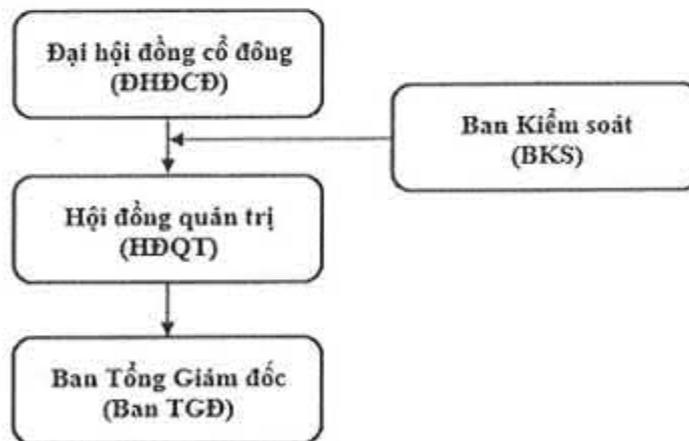 Đại hội đồng cổ đông
(ĐHĐCĐ)
Ban Kiểm soát
(BKS)
Hội đồng quản trị
(HĐQT)
Ban Tổng Giám đốc
(Ban TGĐ)